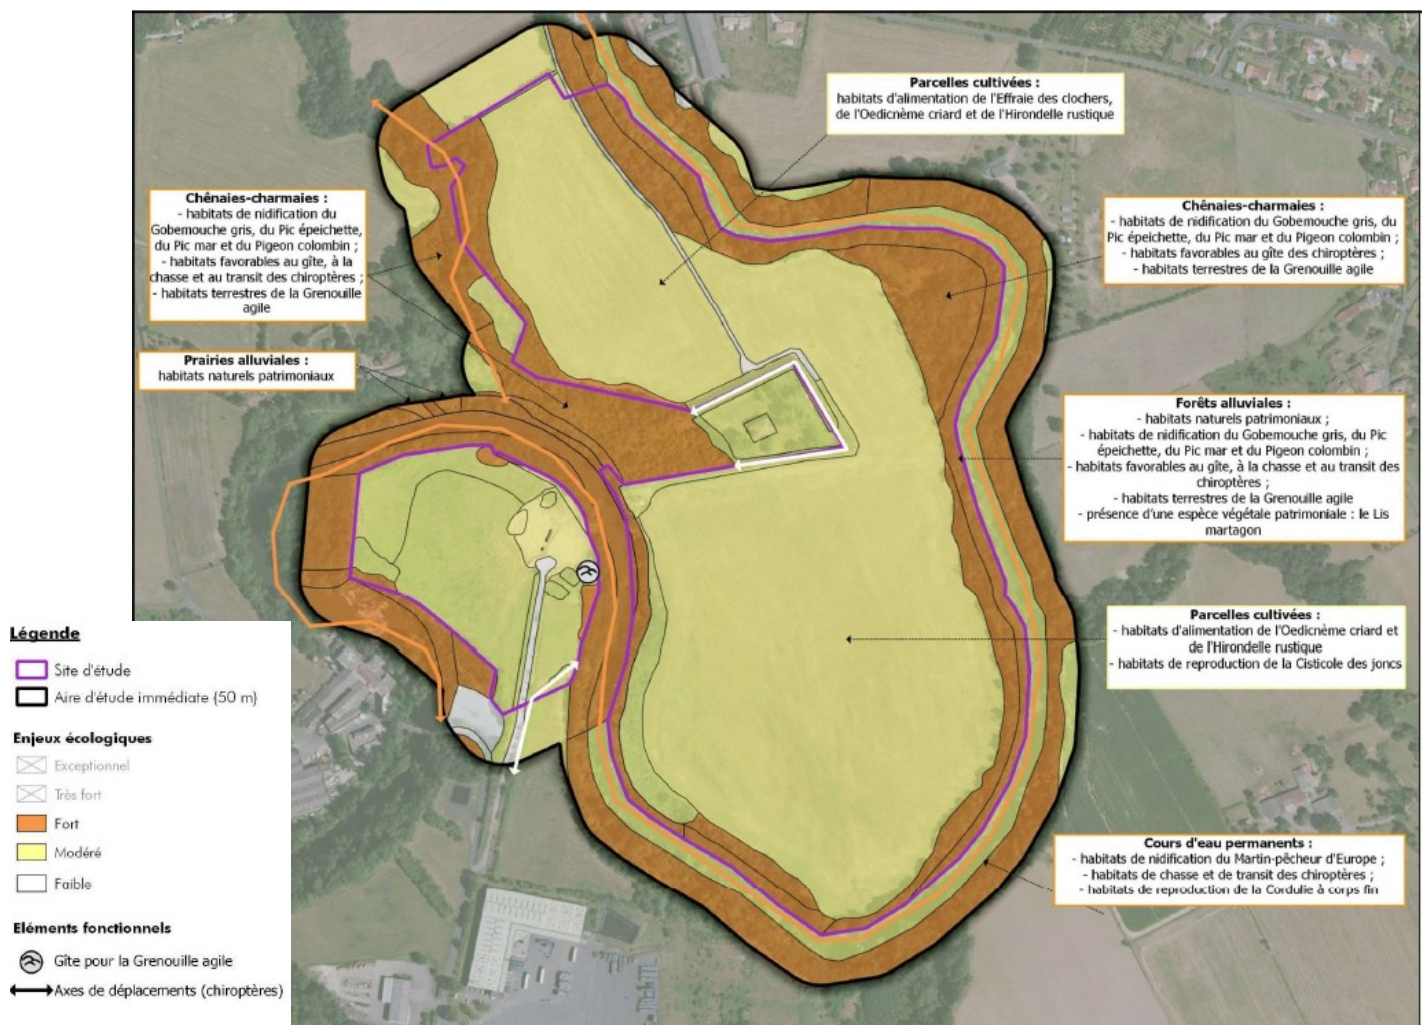 Parcelles cultivées :
habitats d'alimentation de l'Effraie des clochers,
de l'Oedicnème criard et de l'Hirondelle rustique
Chênaies-charmaies :
- habitats de nidification du
Gobemouche gris, du Pic épeichette,
du Pic mar et du Pigeon colombin ;
- habitats favorables au gîte, à la
chasse et au transit des chiroptères ;
- habitats terrestres de la Grenouille
agile
Chênaies-charmaies :
- habitats de nidification du Gobemouche gris, du
Pic épeichette, du Pic mar et du Pigeon colombin ;
- habitats favorables au gîte des chiroptères ;
- habitats terrestres de la Grenouille agile
Prairies alluviales :
habitats naturels patrimoniaux
Forêts alluviales :
- habitats naturels patrimoniaux ;
- habitats de nidification du Gobemouche gris, du Pic
épeichette, du Pic mar et du Pigeon colombin ;
- habitats favorables au gîte, à la chasse et au transit des
chiroptères ;
- habitats terrestres de la Grenouille agile
- présence d'une espèce végétale patrimoniale : le Lis
martagon
Parcelles cultivées :
- habitats d'alimentation de l'Oedicnème criard et
de l'Hirondelle rustique
- habitats de reproduction de la Cisticole des joncs
Cours d'eau permanents :
- habitats de nidification du Martin-pêcheur d'Europe ;
- habitats de chasse et de transit des chiroptères ;
- habitats de reproduction de la Cordulie à corps fin
Légende
Site d'étude
Aire d'étude immédiate (50 m)
Enjeux écologiques
Exceptionnel
Très fort
Fort
Modéré
Faible
Eléments fonctionnels
Gîte pour la Grenouille agile
Axes de déplacements (chiroptères)